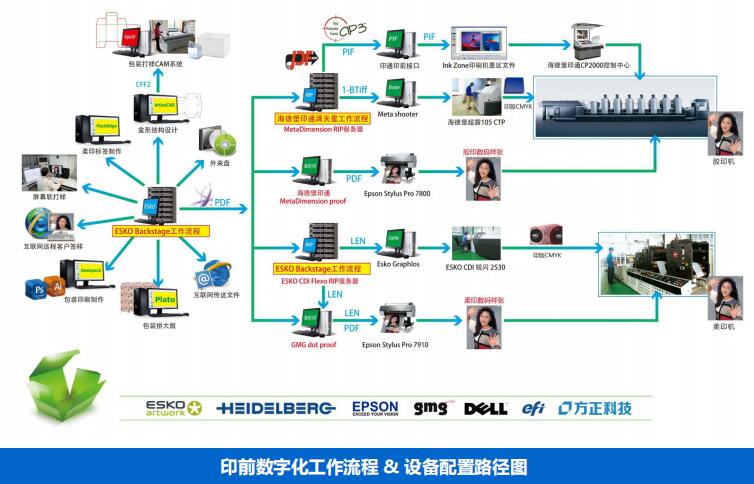 包装打样CAM系统
CFF2
ArtiosCAD
盒形结构设计
PackEdge
柔印标签制作
外来盘
屏幕软打样
ESKO
PDF
ESKO Backstage工作流程
互联网远程客户签样
Deskpack
Ps
Ai
包装印刷制作
Plato
包装拼大版
互联网传送文件
JDF
The Prepress front end
CIP3
PIF
PIF
PIF
印通印前接口
Ink Zone印刷机墨区文件
海德堡印通CP2000控制中心
RIP
1-BTiff
Shooter
Meta shooter
海德堡超霸105 CTP
印版CMYK
海德堡印通满天星工作流程
MetaDimension RIP服务器
胶印机
胶印数码样张
PDF
海德堡印通
MetaDimension proof
Epson Stylus Pro 7800
RIP
LEN
Graphlos
ESKO Backstage工作流程
ESKO CDI Flexo RIP服务器
Esko Graphlos
ESKO CDI 锐闪 2530
印版CMYK
LEN
柔印数码样张
LEN
PDF
GMG dot proof
Epson Stylus Pro 7910
柔印机
ESKO artwork
HEIDELBERG
EPSON
EXCEED YOUR VISION
gmg
DELL
efi
方正科技
印前数字化工作流程 & 设备配置路径图